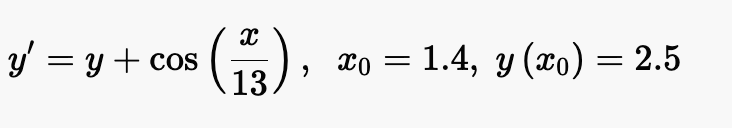 y′ = y + cos(x/13), x₀ = 1.4, y(x₀) = 2.5